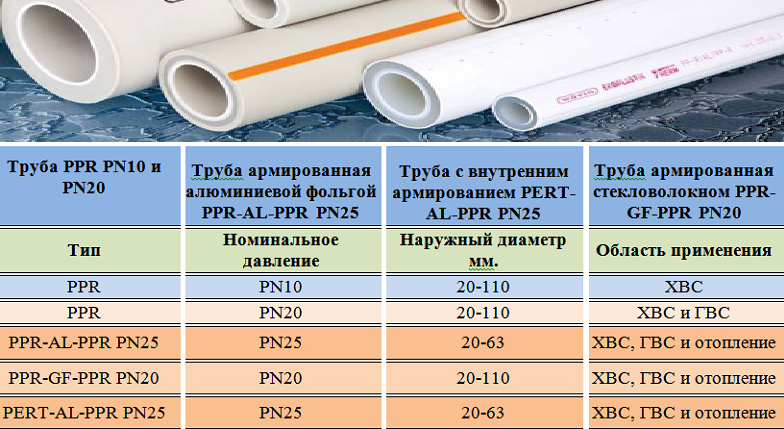 wavin EKOPLASTIK
Труба PPR PN10 и
PN20
Труба армированная
алюминиевой фольгой
PPR-AL-PPR PN25
Труба с внутренним
армированием PERT-
AL-PPR PN25
Труба армированная
стекловолокном PPR-
GF-PPR PN20
Тип
Номинальное
давление
Наружный диаметр
мм.
Область применения
PPR PN10 20-110 ХВС
PPR PN20 20-110 ХВС и ГВС
PPR-AL-PPR PN25 PN25 20-63 ХВС, ГВС и отопление
PPR-GF-PPR PN20 PN20 20-110 ХВС, ГВС и отопление
PERT-AL-PPR PN25 PN25 20-63 ХВС, ГВС и отопление